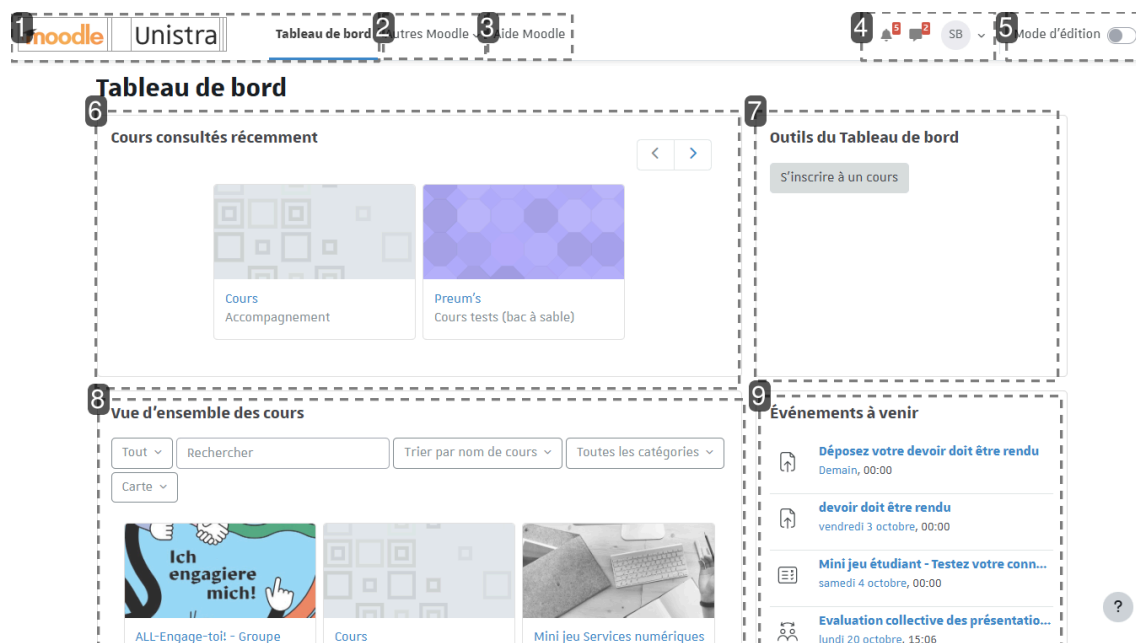 1
moodle
Unistra
Tableau de bord
2
Autres Moodle
3
Aide Moodle
4
5
2
SB
5
Mode d'édition
Tableau de bord
6
Cours consultés récemment
Cours
Accompagnement
Preum's
Cours tests (bac à sable)
7
Outils du Tableau de bord
S'inscrire à un cours
8
Vue d'ensemble des cours
Tout
Rechercher
Trier par nom de cours
Toutes les catégories
Carte
Ich
engagiere
mich!
ALL-Engage-toi! - Groupe
Cours
Mini jeu Services numériques
9
Événements à venir
Déposez votre devoir doit être rendu
Demain, 00:00
devoir doit être rendu
vendredi 3 octobre, 00:00
Mini jeu étudiant - Testez votre conn...
samedi 4 octobre, 00:00
Evaluation collective des présentatio...
lundi 20 octobre, 15:06
?